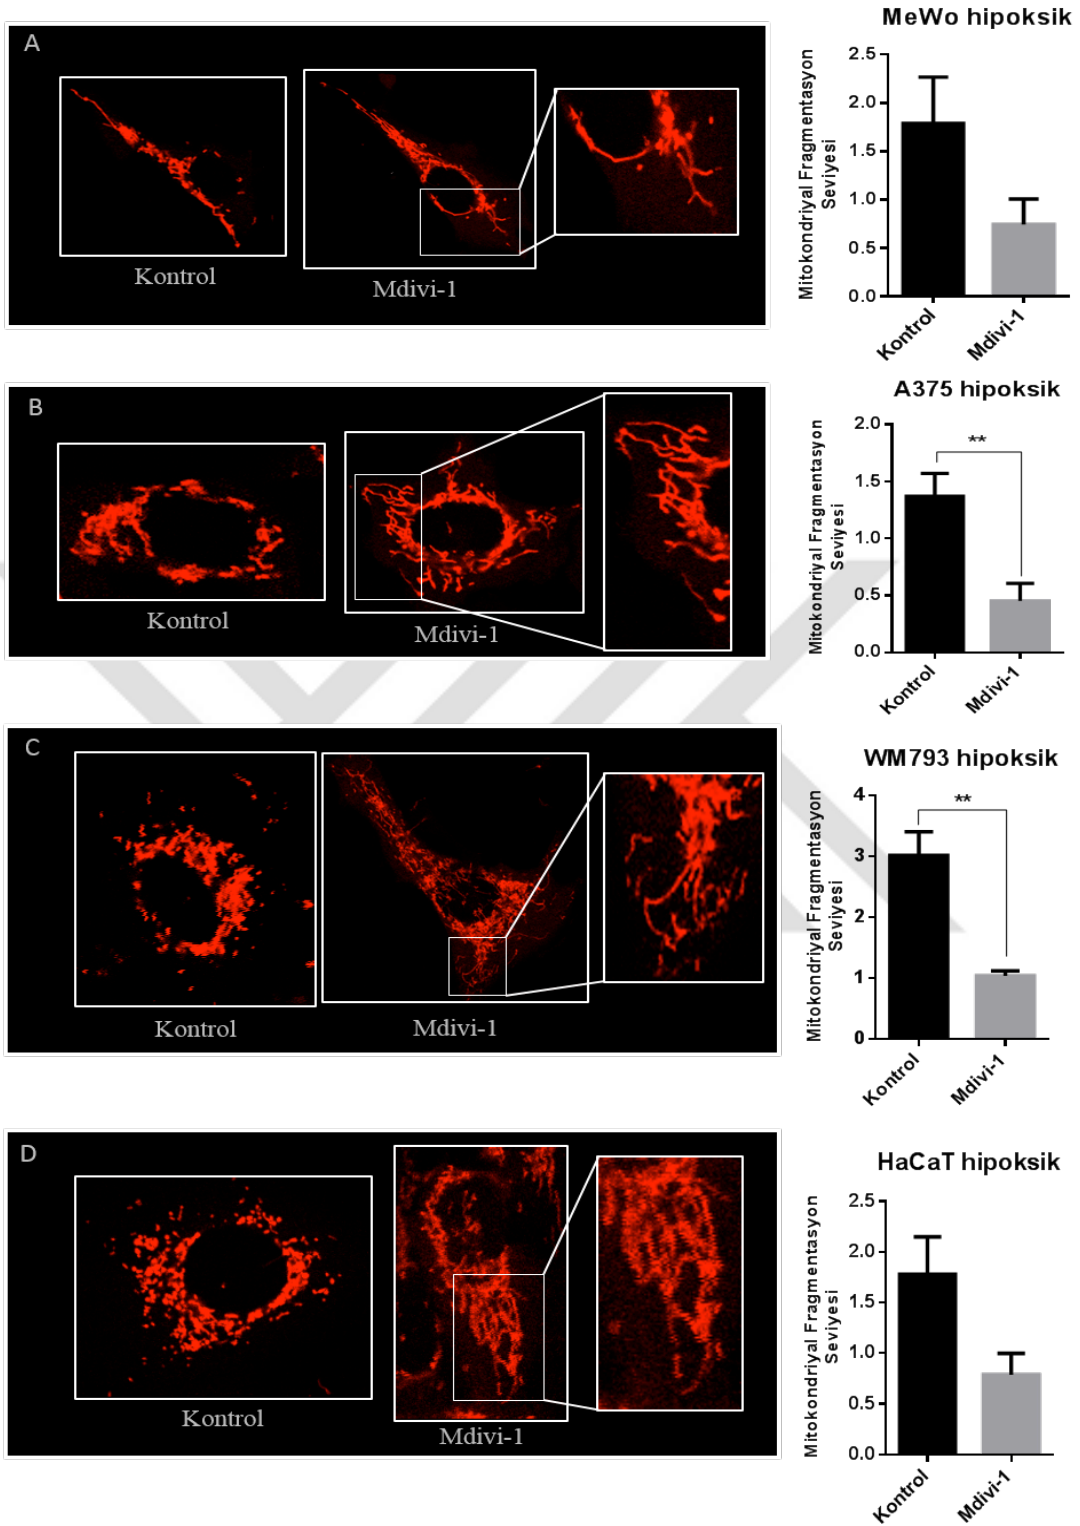 A
Kontrol
Mdivi-1
MeWo hipoksik
Mitokondriyal Fragmentasyon
Seviyesi
2.5
2.0
1.5
1.0
0.5
0.0
Kontrol
Mdivi-1
B
Kontrol
Mdivi-1
A375 hipoksik
Mitokondriyal Fragmentasyon
Seviyesi
2.0
1.5
1.0
0.5
0.0
**
Kontrol
Mdivi-1
C
Kontrol
Mdivi-1
WM793 hipoksik
Mitokondriyal Fragmentasyon
Seviyesi
4
3
2
1
0
**
Kontrol
Mdivi-1
D
Kontrol
Mdivi-1
HaCaT hipoksik
Mitokondriyal Fragmentasyon
Seviyesi
2.5
2.0
1.5
1.0
0.5
0.0
Kontrol
Mdivi-1